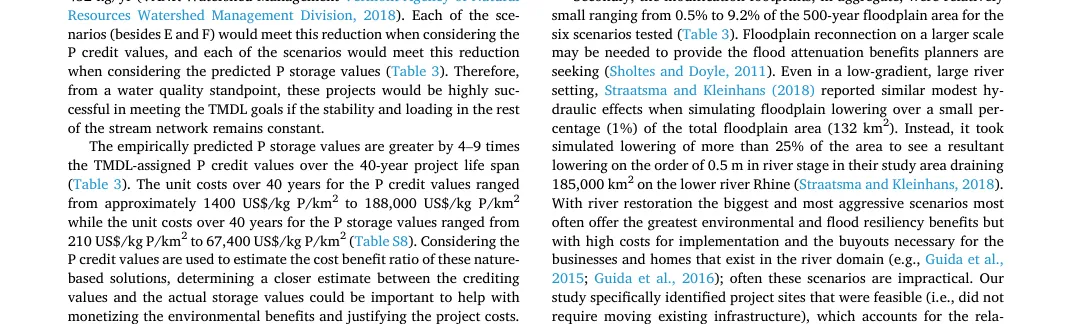 Resources Watershed Management Division, 2018). Each of the sce-
narios (besides E and F) would meet this reduction when considering the
P credit values, and each of the scenarios would meet this reduction
when considering the predicted P storage values (Table 3). Therefore,
from a water quality standpoint, these projects would be highly suc-
cessful in meeting the TMDL goals if the stability and loading in the rest
of the stream network remains constant.
The empirically predicted P storage values are greater by 4–9 times
the TMDL-assigned P credit values over the 40-year project life span
(Table 3). The unit costs over 40 years for the P credit values ranged
from approximately 1400 US$/kg P/km² to 188,000 US$/kg P/km²
while the unit costs over 40 years for the P storage values ranged from
210 US$/kg P/km² to 67,400 US$/kg P/km² (Table S8). Considering the
P credit values are used to estimate the cost benefit ratio of these nature-
based solutions, determining a closer estimate between the crediting
values and the actual storage values could be important to help with
monetizing the environmental benefits and justifying the project costs.
small ranging from 0.5% to 9.2% of the 500-year floodplain area for the
six scenarios tested (Table 3). Floodplain reconnection on a larger scale
may be needed to provide the flood attenuation benefits planners are
seeking (Sholtes and Doyle, 2011). Even in a low-gradient, large river
setting, Straatsma and Kleinhans (2018) reported similar modest hy-
draulic effects when simulating floodplain lowering over a small per-
centage (1%) of the total floodplain area (132 km²). Instead, it took
simulated lowering of more than 25% of the area to see a resultant
lowering on the order of 0.5 m in river stage in their study area draining
185,000 km² on the lower river Rhine (Straatsma and Kleinhans, 2018).
With river restoration the biggest and most aggressive scenarios most
often offer the greatest environmental and flood resiliency benefits but
with high costs for implementation and the buyouts necessary for the
businesses and homes that exist in the river domain (e.g., Guida et al.,
2015; Guida et al., 2016); often these scenarios are impractical. Our
study specifically identified project sites that were feasible (i.e., did not
require moving existing infrastructure), which accounts for the rela-